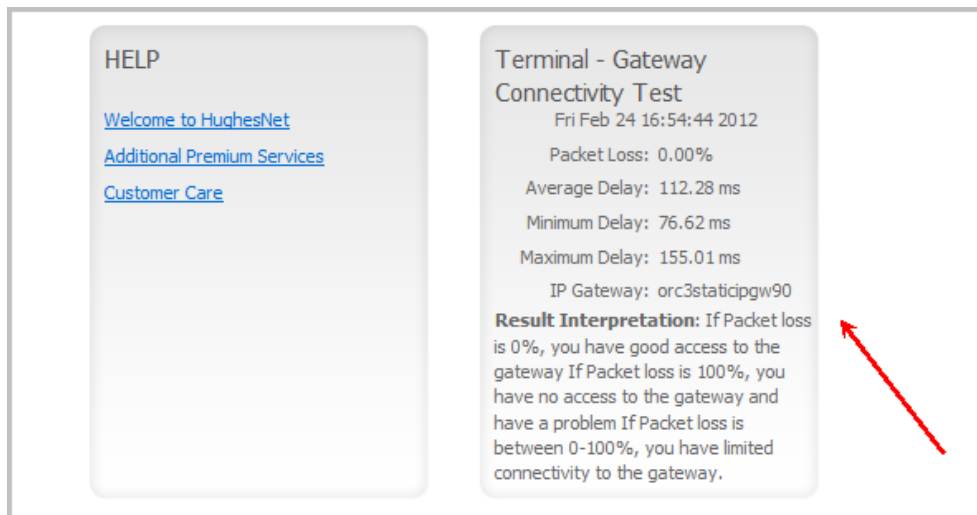 HELP
Welcome to HughesNet
Additional Premium Services
Customer Care
Terminal - Gateway
Connectivity Test
Fri Feb 24 16:54:44 2012
Packet Loss: 0.00%
Average Delay: 112.28 ms
Minimum Delay: 76.62 ms
Maximum Delay: 155.01 ms
IP Gateway: orc3staticipgw90
Result Interpretation: If Packet loss
is 0%, you have good access to the
gateway If Packet loss is 100%, you
have no access to the gateway and
have a problem If Packet loss is
between 0-100%, you have limited
connectivity to the gateway.